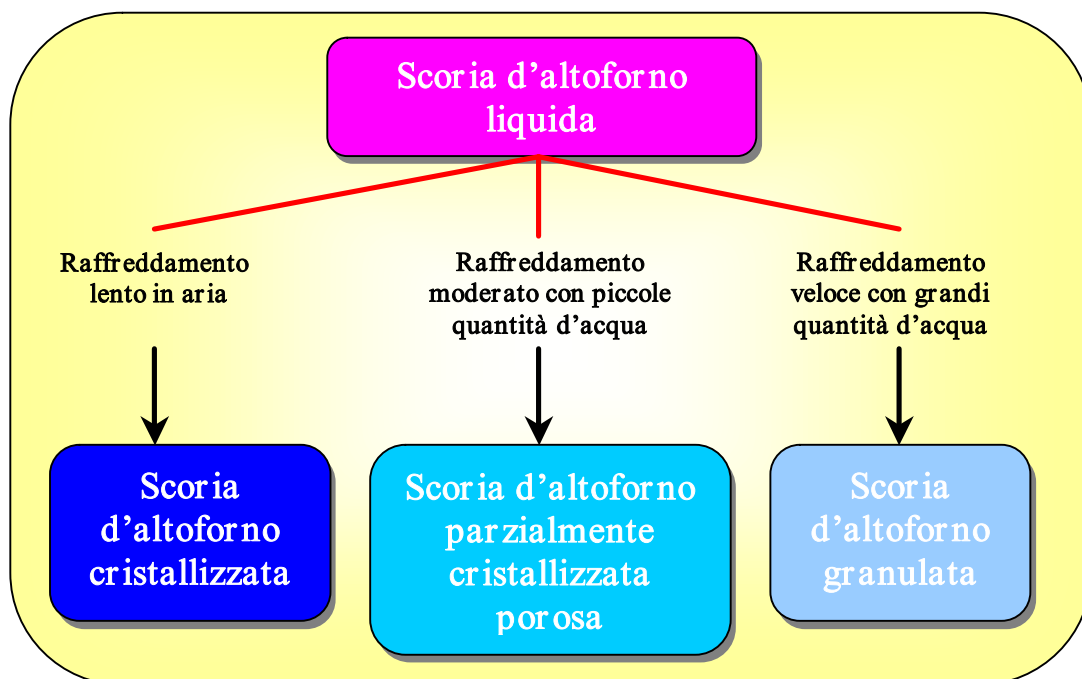 Scoria d’altoforno
liquida
Raffreddamento
lento in aria
Raffreddamento
moderato con piccole
quantità d’acqua
Raffreddamento
veloce con grandi
quantità d’acqua
Scoria
d’altoforno
cristallizzata
Scoria d’altoforno
parzialmente
cristallizzata
porosa
Scoria
d’altoforno
granulata